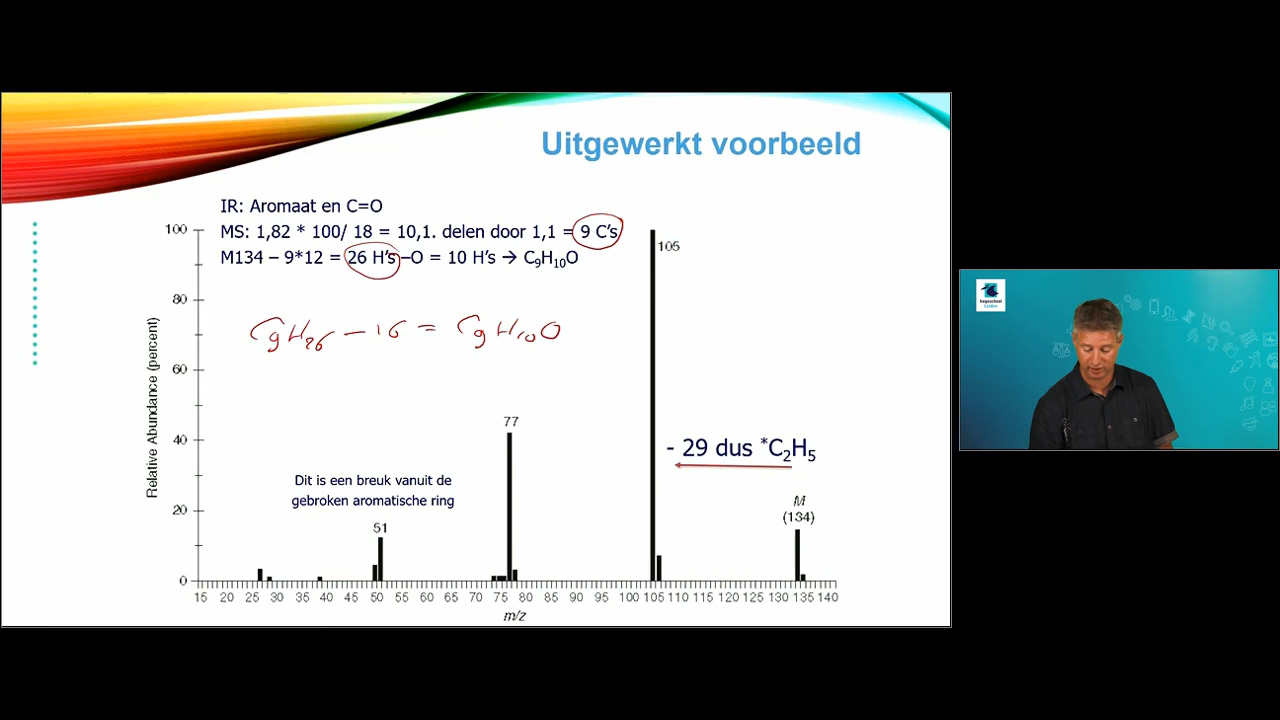 Uitgewerkt voorbeeld
IR: Aromaat en C=O
MS: 1,82 * 100/ 18 = 10,1. delen door 1,1 = 9 C's
M134 – 9*12 = 26 H's –O = 10 H's → C₉H₁₀O
C₉H₂₆ – 16 = C₉H₁₀O
Relative Abundance (percent)
100
80
60
40
20
0
105
77
- 29 dus *C₂H₅
Dit is een breuk vanuit de
gebroken aromatische ring
51
M
(134)
15 20 25 30 35 40 45 50 55 60 65 70 75 80 85 90 95 100 105 110 115 120 125 130 135 140
m/z
hogeschool
Leiden